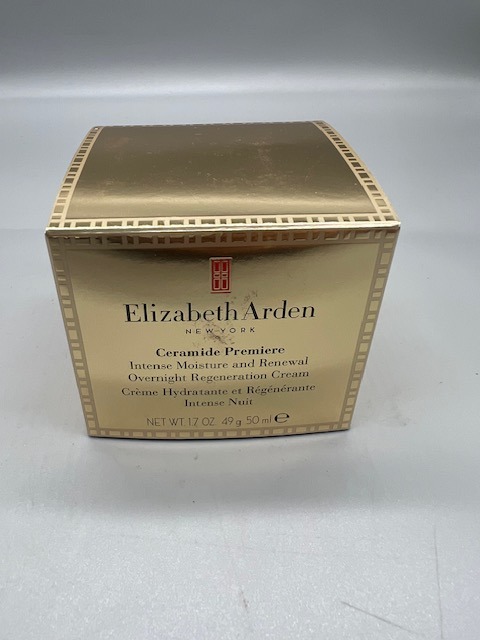 Elizabeth Arden
NEW YORK
Ceramide Premiere
Intense Moisture and Renewal
Overnight Regeneration Cream
Crème Hydratante et Régénérante
Intense Nuit
NET WT. 1.7 OZ. 49 g 50 ml ℮